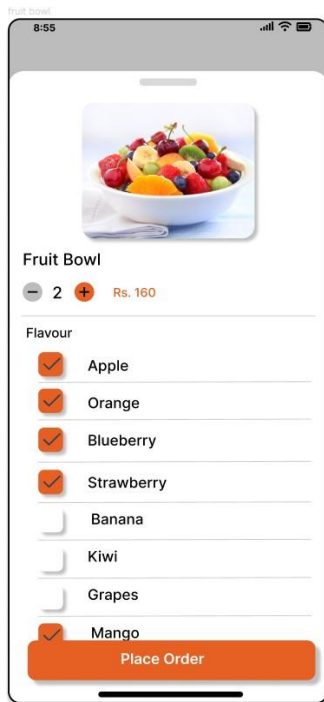 fruit bowl
8:55
Fruit Bowl
2 Rs. 160
Flavour
Apple
Orange
Blueberry
Strawberry
Banana
Kiwi
Grapes
Mango
Place Order